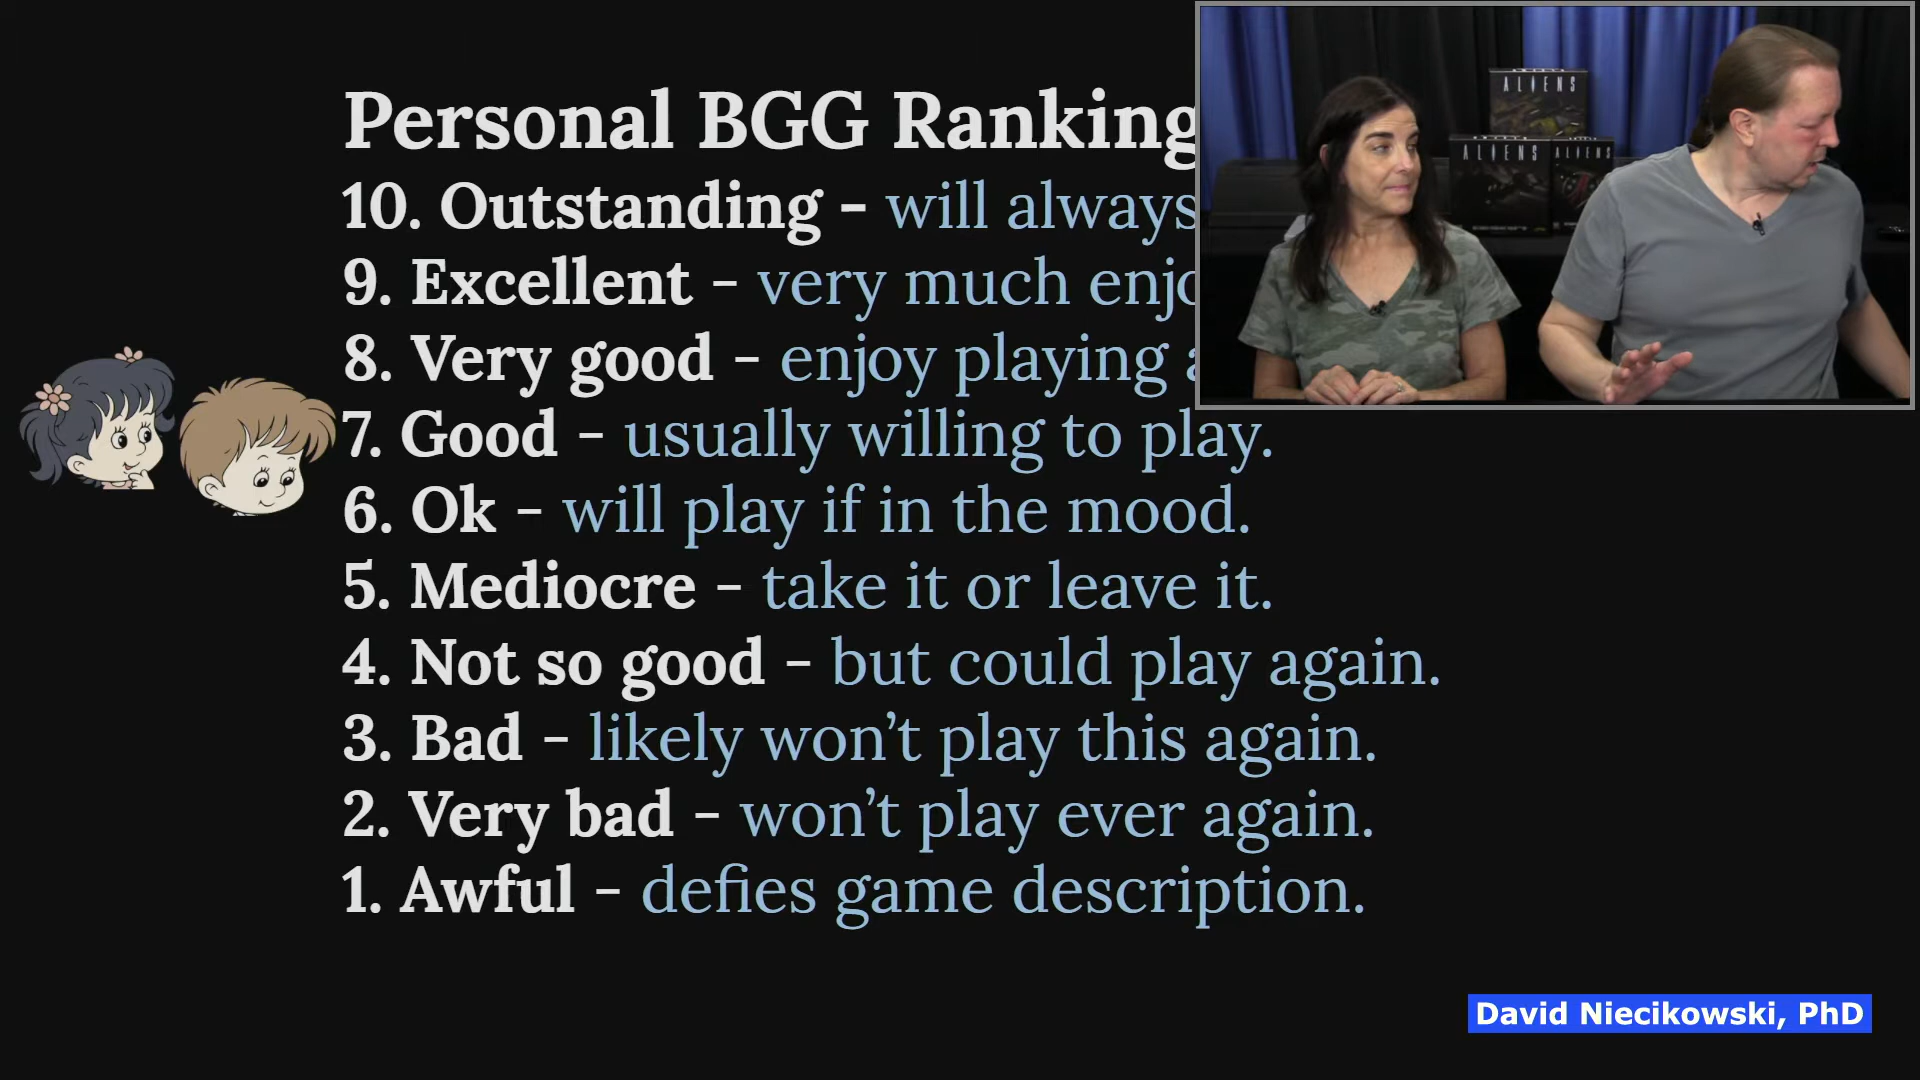 Personal BGG Ranking
10. Outstanding - will always
9. Excellent - very much enjo
8. Very good - enjoy playing
7. Good - usually willing to play.
6. Ok - will play if in the mood.
5. Mediocre - take it or leave it.
4. Not so good - but could play again.
3. Bad - likely won’t play this again.
2. Very bad - won’t play ever again.
1. Awful - defies game description.
ALIENS
ALIENS
ALIENS
David Niecikowski, PhD